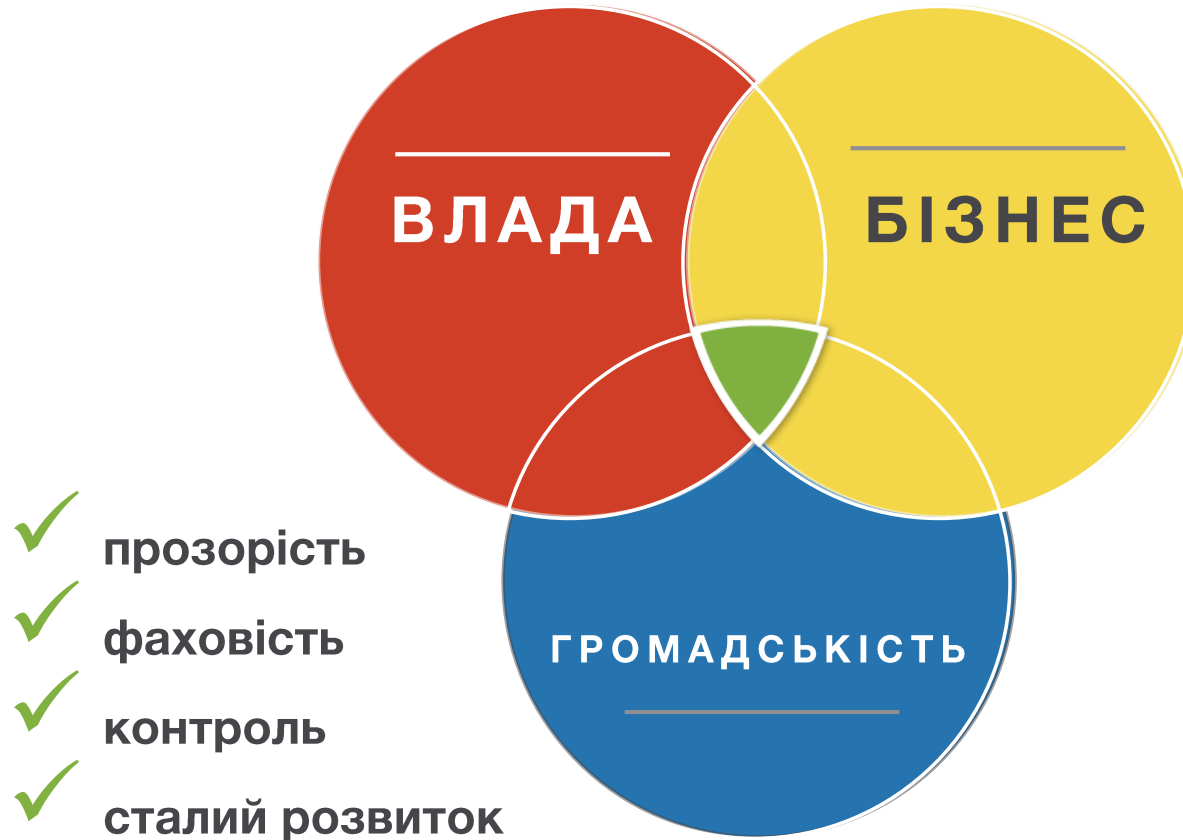 ВЛАДА
БІЗНЕС
ГРОМАДСЬКІСТЬ
прозорість
фаховість
контроль
сталий розвиток